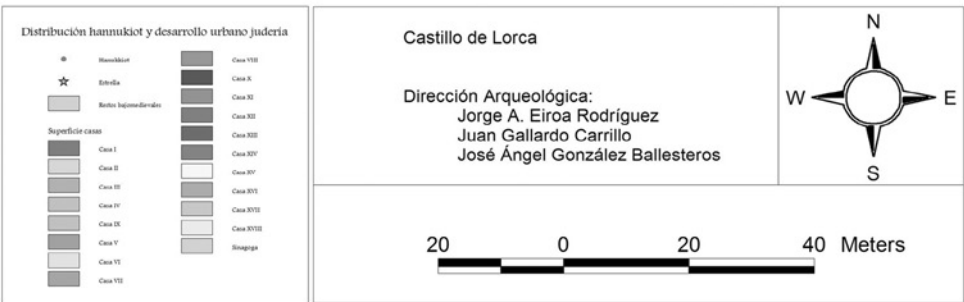 Distribución hannukiot y desarrollo urbano judería
Hanukkiot
Estrella
Restos bajomedievales
Superficie casas
Casa I
Casa II
Casa III
Casa IV
Casa IX
Casa V
Casa VI
Casa VII
Casa VIII
Casa X
Casa XI
Casa XII
Casa XIII
Casa XIV
Casa XV
Casa XVI
Casa XVII
Casa XVIII
Sinagoga
Castillo de Lorca
Dirección Arqueológica:
Jorge A. Eiroa Rodríguez
Juan Gallardo Carrillo
José Ángel González Ballesteros
N
W
E
S
20 0 20 40 Meters